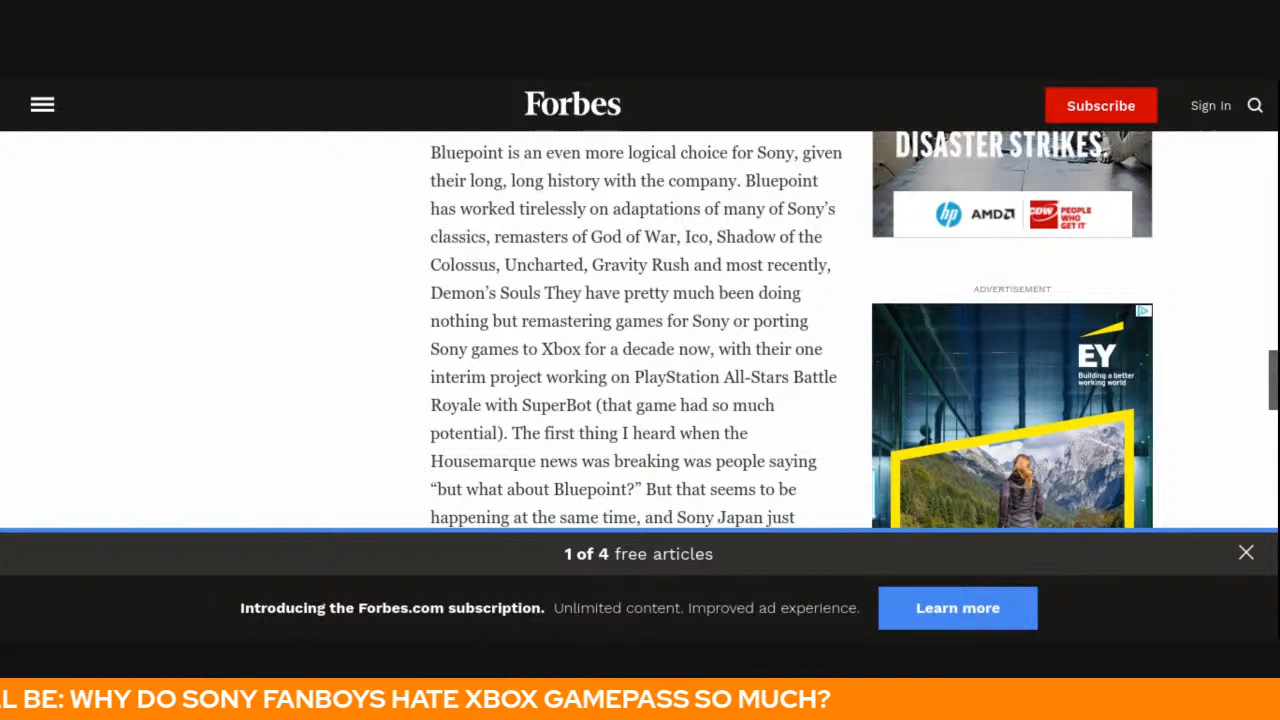 Forbes
Subscribe
Sign In
Bluepoint is an even more logical choice for Sony, given
their long, long history with the company. Bluepoint
has worked tirelessly on adaptations of many of Sony’s
classics, remasters of God of War, Ico, Shadow of the
Colossus, Uncharted, Gravity Rush and most recently,
Demon’s Souls They have pretty much been doing
nothing but remastering games for Sony or porting
Sony games to Xbox for a decade now, with their one
interim project working on PlayStation All-Stars Battle
Royale with SuperBot (that game had so much
potential). The first thing I heard when the
Housemarque news was breaking was people saying
“but what about Bluepoint?” But that seems to be
happening at the same time, and Sony Japan just
DISASTER STRIKES.
hp AMD CDW PEOPLE
WHO
GET IT
ADVERTISEMENT
EY
Building a better
working world
1 of 4 free articles
Introducing the Forbes.com subscription. Unlimited content. Improved ad experience.
Learn more
L BE: WHY DO SONY FANBOYS HATE XBOX GAMEPASS SO MUCH?